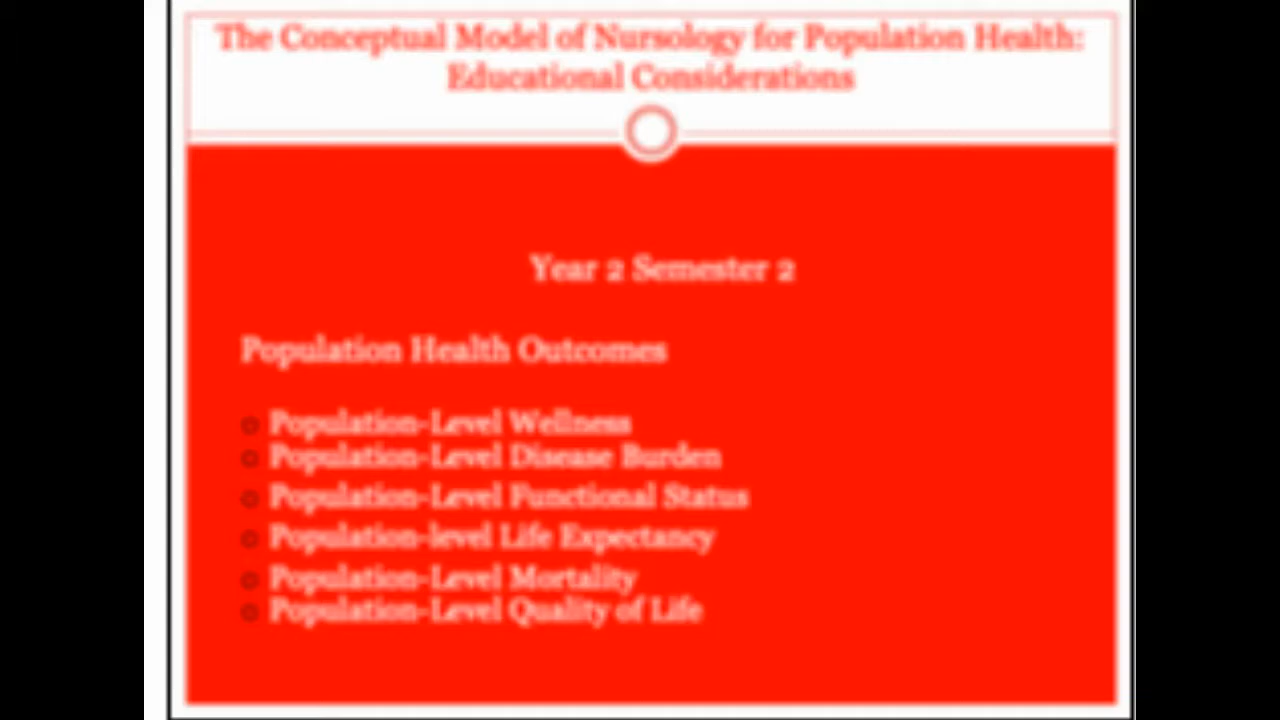 The Conceptual Model of Nursology for Population Health:
Educational Considerations
Year 2 Semester 2
Population Health Outcomes
Population-Level Wellness
Population-Level Disease Burden
Population-Level Functional Status
Population-level Life Expectancy
Population-Level Mortality
Population-Level Quality of Life